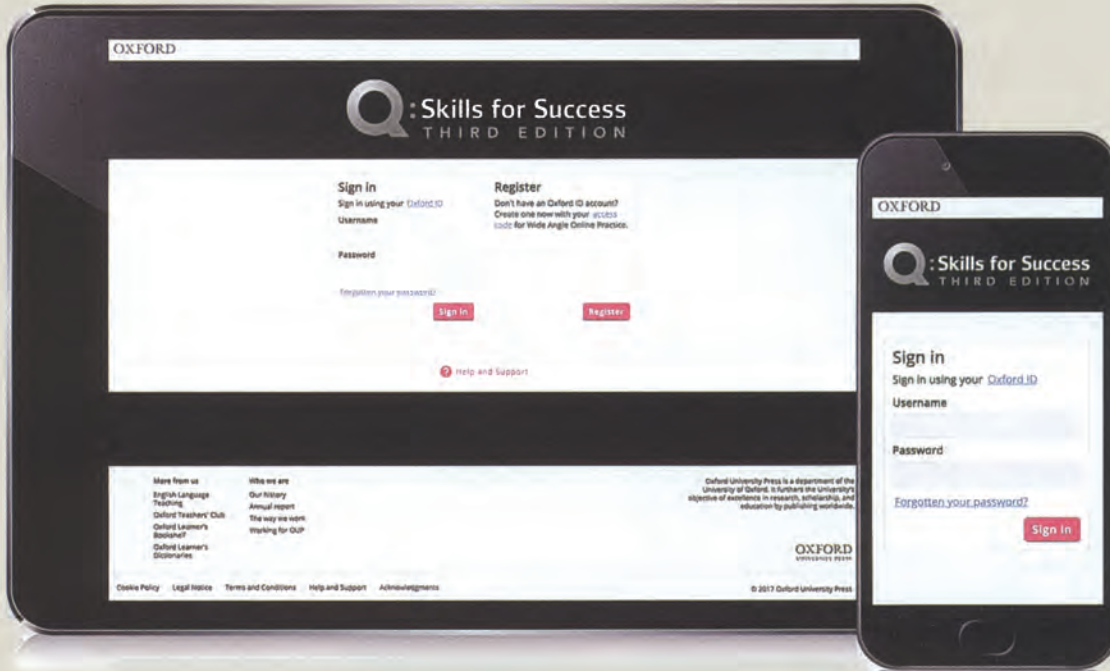 OXFORD
Q: Skills for Success
THIRD EDITION
Sign in
Sign in using your Oxford ID
Username
Password
Forgotten your password?
Sign in
Register
Don't have an Oxford ID account?
Create one now with your access
code for Wide Angle Online Practice.
Register
? Help and Support
More from us
English Language
Teaching
Oxford Teachers' Club
Oxford Learner's
Bookshelf
Oxford Learner's
Dictionaries
Who we are
Our history
Annual report
The way we work
Working for OUP
Oxford University Press is a department of the
University of Oxford. It furthers the University's
objective of excellence in research, scholarship, and
education by publishing worldwide.
OXFORD
UNIVERSITY PRESS
Cookie Policy Legal Notice Terms and Conditions Help and Support Acknowledgments
© 2017 Oxford University Press
OXFORD
Q: Skills for Success
THIRD EDITION
Sign in
Sign in using your Oxford ID
Username
Password
Forgotten your password?
Sign in